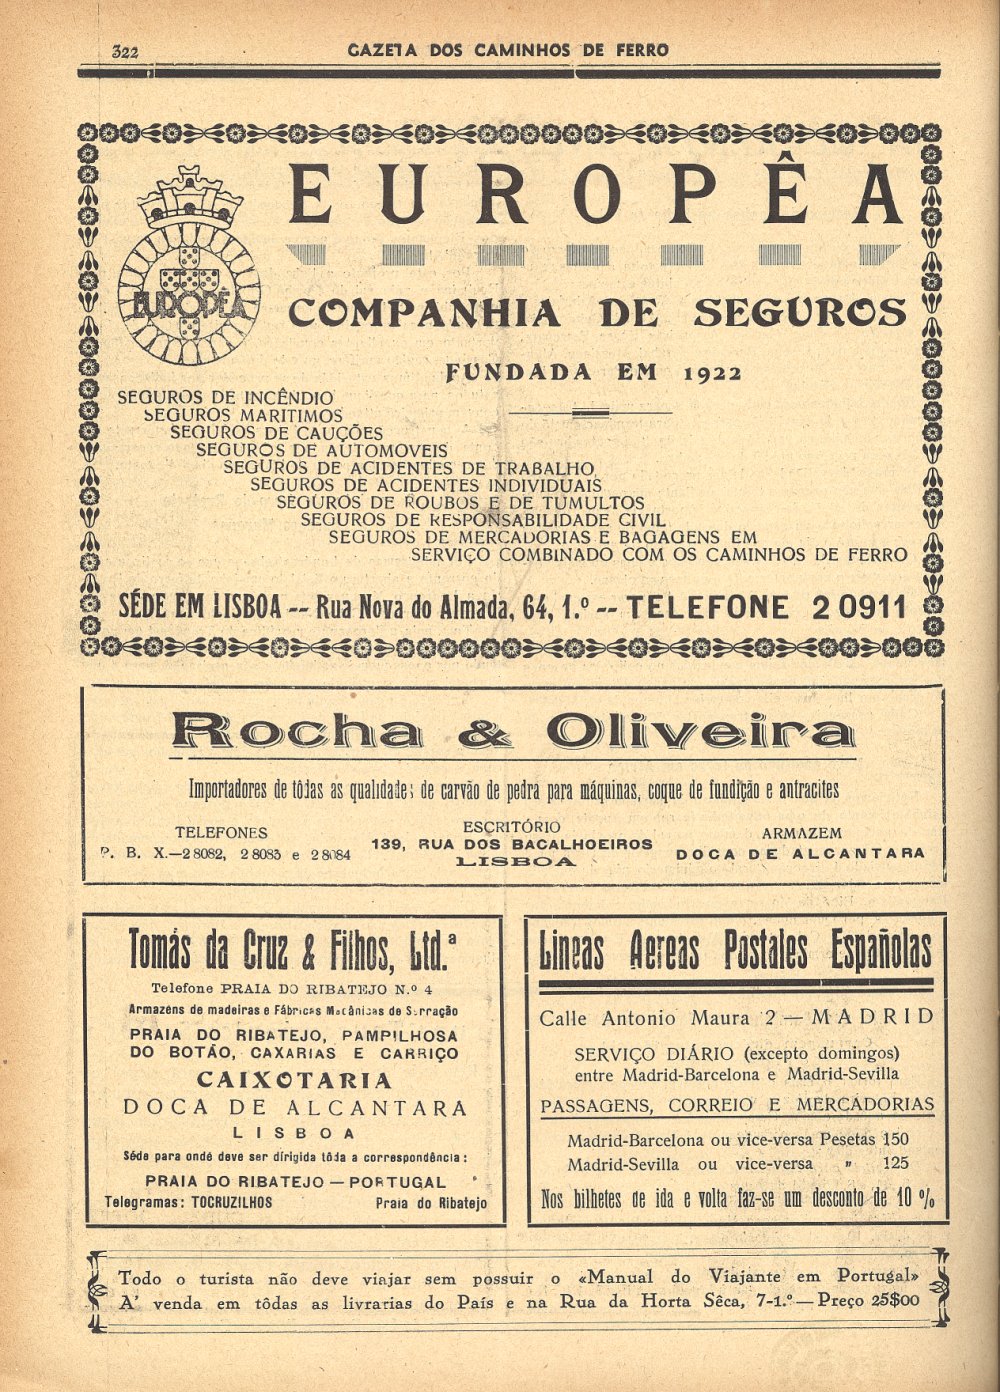 322
GAZETA DOS CAMINHOS DE FERRO
EUROPÊA
EUROPÊA
COMPANHIA DE SEGUROS
FUNDADA EM 1922
SEGUROS DE INCÊNDIO
SEGUROS MARITIMOS
SEGUROS DE CAUÇÕES
SEGUROS DE AUTOMOVEIS
SEGUROS DE ACIDENTES DE TRABALHO
SEGUROS DE ACIDENTES INDIVIDUAIS
SEGUROS DE ROUBOS E DE TUMULTOS
SEGUROS DE RESPONSABILIDADE CIVIL
SEGUROS DE MERCADORIAS E BAGAGENS EM
SERVIÇO COMBINADO COM OS CAMINHOS DE FERRO
SÉDE EM LISBOA -- Rua Nova do Almada, 64, 1.º -- TELEFONE 2 0911
Rocha & Oliveira
Importadores de tôdas as qualidades de carvão de pedra para máquinas, coque de fundição e antracites
TELEFONES
P. B. X.—2 8082, 2 8083 e 2 8084
ESCRITÓRIO
139, RUA DOS BACALHOEIROS
LISBOA
ARMAZEM
DOCA DE ALCANTARA
Tomás da Cruz & Filhos, Ltd.ª
Telefone PRAIA DO RIBATEJO N.º 4
Armazens de madeiras e Fábricas Mecânicas de Serração
PRAIA DO RIBATEJO, PAMPILHOSA
DO BOTÃO, CAXARIAS E CARRIÇO
CAIXOTARIA
DOCA DE ALCANTARA
LISBOA
Séde para onde deve ser dirigida tôda a correspondência:
PRAIA DO RIBATEJO — PORTUGAL
Telegramas: TOCRUZILHOS Praia do Ribatejo
Lineas Aereas Postales Españolas
Calle Antonio Maura 2 — MADRID
SERVIÇO DIÁRIO (excepto domingos)
entre Madrid-Barcelona e Madrid-Sevilla
PASSAGENS, CORREIO E MERCADORIAS
Madrid-Barcelona ou vice-versa Pesetas 150
Madrid-Sevilla ou vice-versa » 125
Nos bilhetes de ida e volta faz-se um desconto de 10 %
Todo o turista não deve viajar sem possuir o «Manual do Viajante em Portugal»
A' venda em tôdas as livrarias do País e na Rua da Horta Sêca, 7-1.º — Preço 25$00